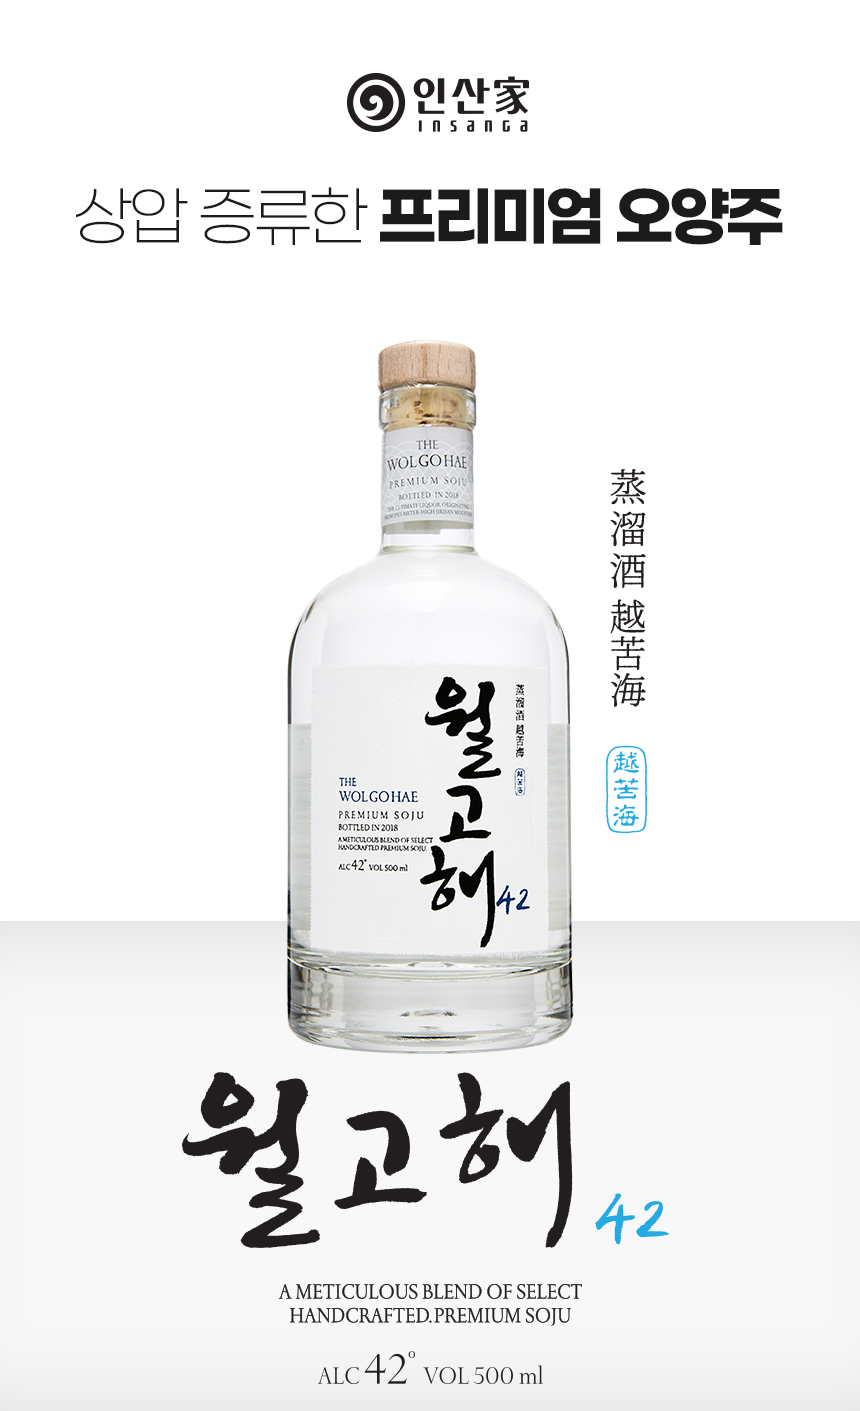 인산家
insanga
상압 증류한 프리미엄 오양주
THE
WOLGOHAE
PREMIUM SOJU
BOTTLED IN 2018
蒸溜酒 越苦海
越苦海
월고해 42
蒸溜酒 越苦海
越苦海
THE
WOLGOHAE
PREMIUM SOJU
BOTTLED IN 2018
A METICULOUS BLEND OF SELECT
HANDCRAFTED PREMIUM SOJU
ALC 42° VOL 500 ml
월고해 42
A METICULOUS BLEND OF SELECT
HANDCRAFTED.PREMIUM SOJU
ALC 42° VOL 500 ml